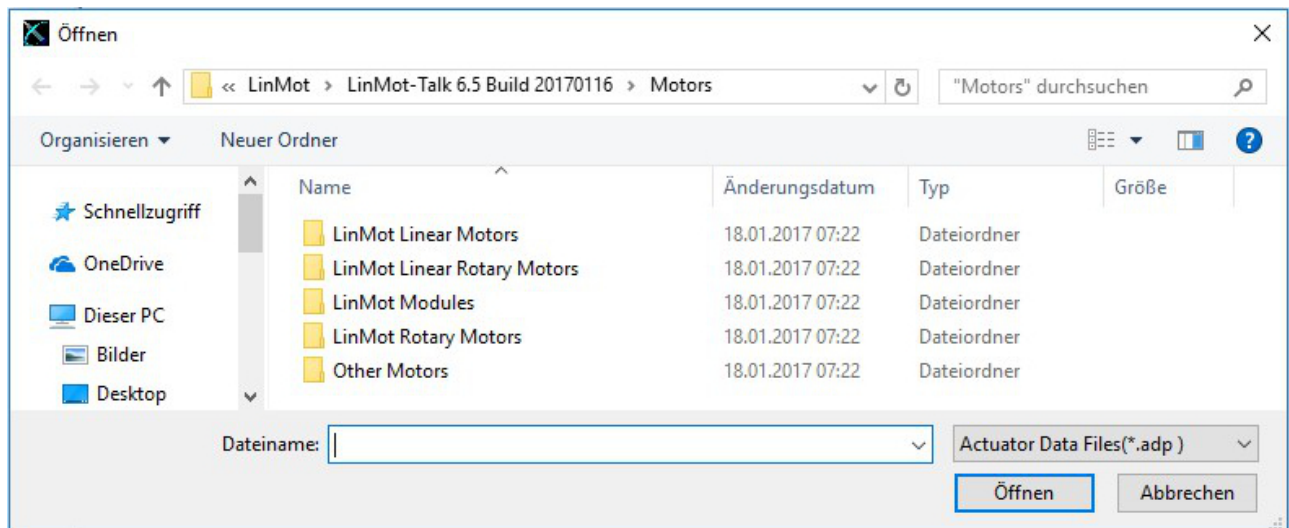 Öffnen
« LinMot › LinMot-Talk 6.5 Build 20170116 › Motors "Motors" durchsuchen
Organisieren Neuer Ordner
Name Änderungsdatum Typ Größe
Schnellzugriff
OneDrive
Dieser PC
Bilder
Desktop
LinMot Linear Motors 18.01.2017 07:22 Dateiordner
LinMot Linear Rotary Motors 18.01.2017 07:22 Dateiordner
LinMot Modules 18.01.2017 07:22 Dateiordner
LinMot Rotary Motors 18.01.2017 07:22 Dateiordner
Other Motors 18.01.2017 07:22 Dateiordner
Dateiname: Actuator Data Files(*.adp )
Öffnen Abbrechen